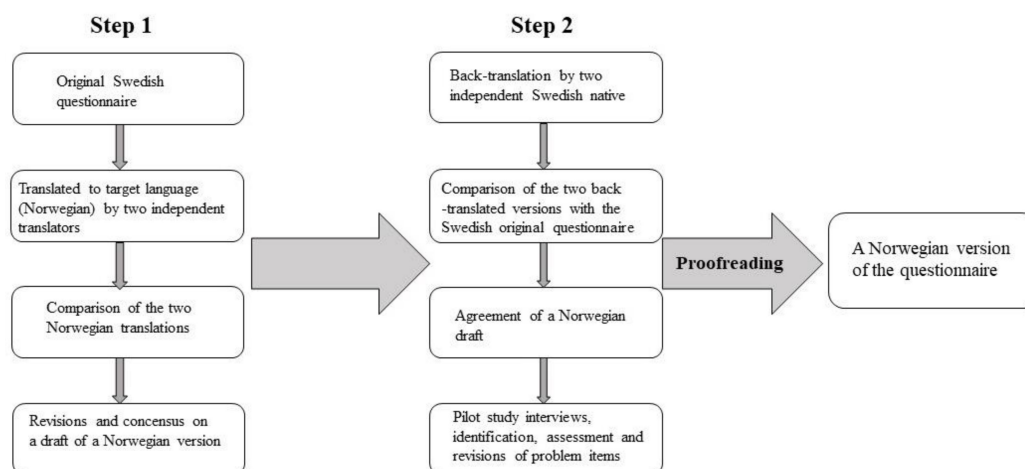 Step 1
Original Swedish
questionnaire
Translated to target language
(Norwegian) by two independent
translators
Comparison of the two
Norwegian translations
Revisions and concensus on
a draft of a Norwegian version
Step 2
Back-translation by two
independent Swedish native
Comparison of the two back
-translated versions with the
Swedish original questionnaire
Agreement of a Norwegian
draft
Pilot study interviews,
identification, assessment and
revisions of problem items
Proofreading
A Norwegian version
of the questionnaire